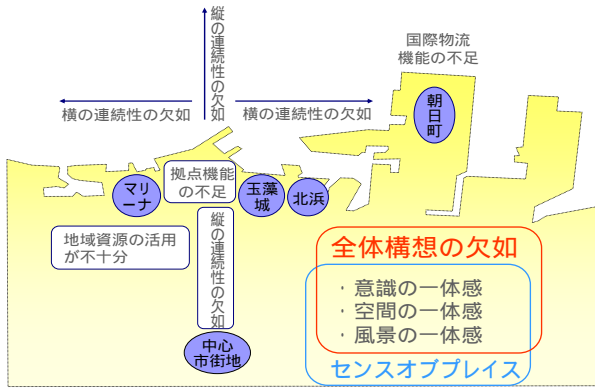 縦の連続性の欠如
国際物流
機能の不足
横の連続性の欠如
横の連続性の欠如
朝日
町
拠点機能
の不足
マリ
ーナ
玉藻
城
北浜
縦の連続性の欠如
地域資源の活用
が不十分
全体構想の欠如
・意識の一体感
・空間の一体感
・風景の一体感
センスオブプレイス
中心
市街地